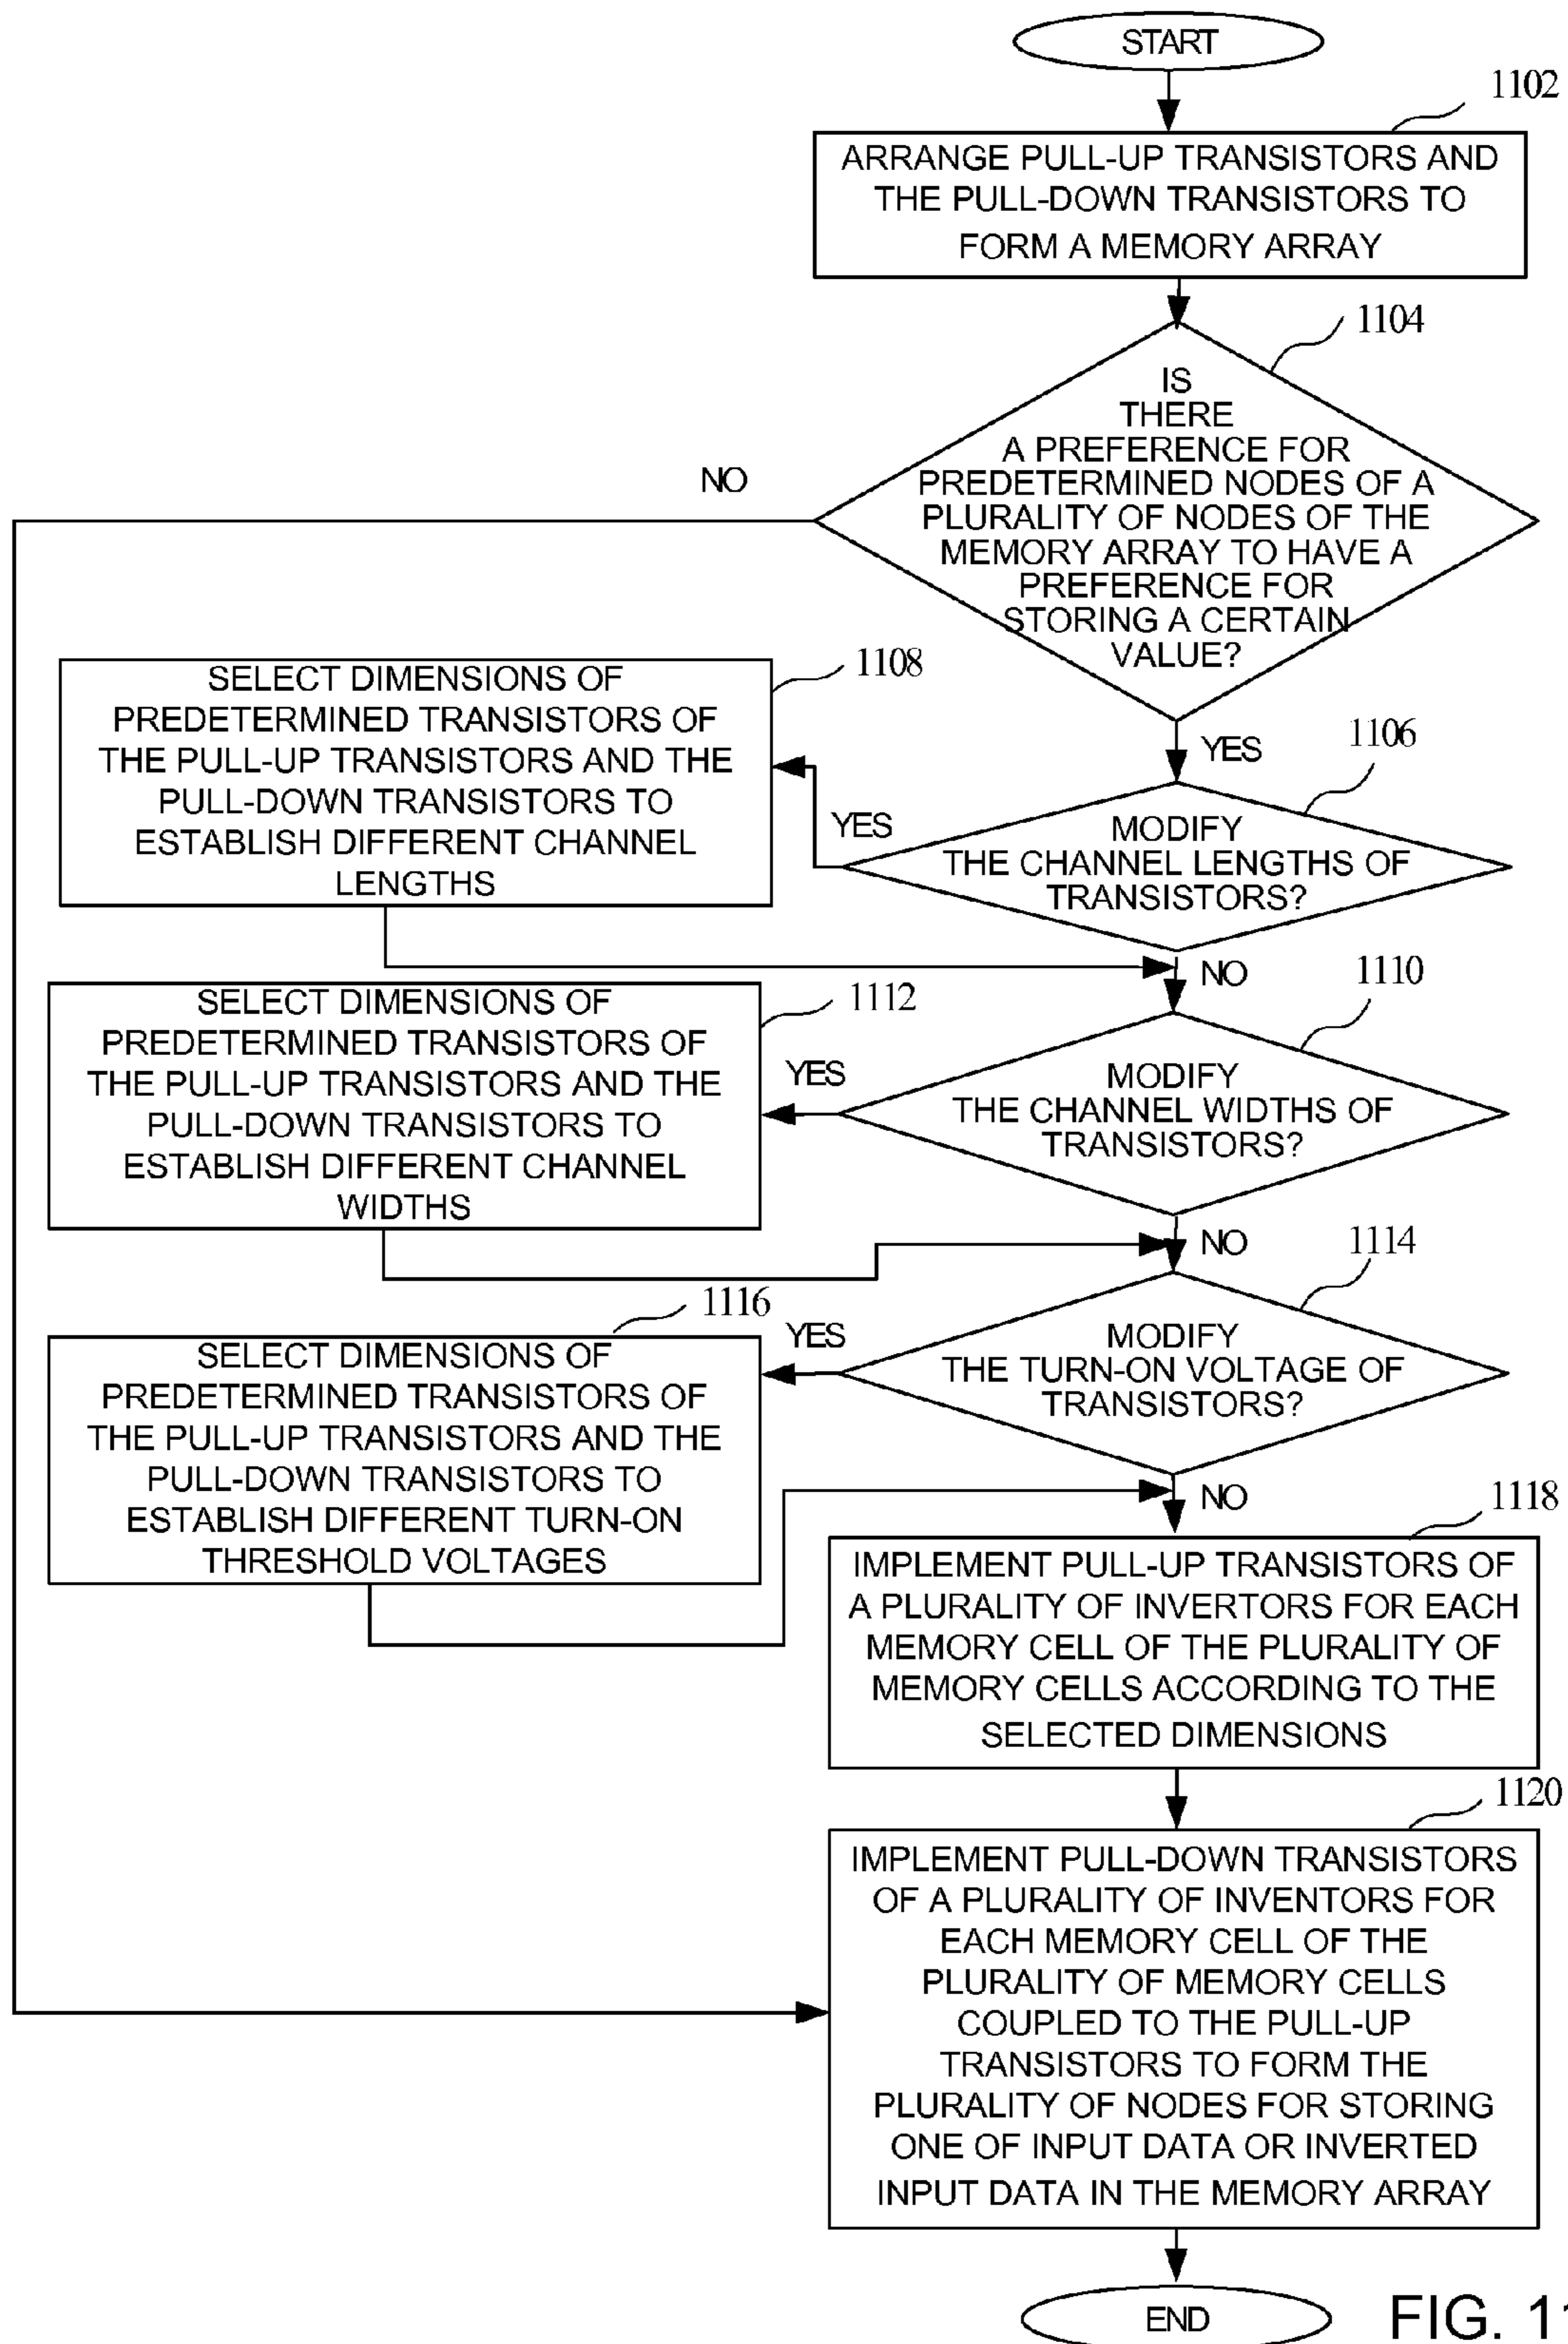 START
1102
ARRANGE PULL-UP TRANSISTORS AND
THE PULL-DOWN TRANSISTORS TO
FORM A MEMORY ARRAY
1104
IS
THERE
A PREFERENCE FOR
PREDETERMINED NODES OF A
PLURALITY OF NODES OF THE
MEMORY ARRAY TO HAVE A
PREFERENCE FOR
STORING A CERTAIN
VALUE?
NO
YES
1106
MODIFY
THE CHANNEL LENGTHS OF
TRANSISTORS?
YES
1108
SELECT DIMENSIONS OF
PREDETERMINED TRANSISTORS OF
THE PULL-UP TRANSISTORS AND THE
PULL-DOWN TRANSISTORS TO
ESTABLISH DIFFERENT CHANNEL
LENGTHS
NO
1110
MODIFY
THE CHANNEL WIDTHS OF
TRANSISTORS?
YES
1112
SELECT DIMENSIONS OF
PREDETERMINED TRANSISTORS OF
THE PULL-UP TRANSISTORS AND THE
PULL-DOWN TRANSISTORS TO
ESTABLISH DIFFERENT CHANNEL
WIDTHS
NO
1114
MODIFY
THE TURN-ON VOLTAGE OF
TRANSISTORS?
YES
1116
SELECT DIMENSIONS OF
PREDETERMINED TRANSISTORS OF
THE PULL-UP TRANSISTORS AND THE
PULL-DOWN TRANSISTORS TO
ESTABLISH DIFFERENT TURN-ON
THRESHOLD VOLTAGES
NO
1118
IMPLEMENT PULL-UP TRANSISTORS OF
A PLURALITY OF INVERTORS FOR EACH
MEMORY CELL OF THE PLURALITY OF
MEMORY CELLS ACCORDING TO THE
SELECTED DIMENSIONS
1120
IMPLEMENT PULL-DOWN TRANSISTORS
OF A PLURALITY OF INVENTORS FOR
EACH MEMORY CELL OF THE
PLURALITY OF MEMORY CELLS
COUPLED TO THE PULL-UP
TRANSISTORS TO FORM THE
PLURALITY OF NODES FOR STORING
ONE OF INPUT DATA OR INVERTED
INPUT DATA IN THE MEMORY ARRAY
END
FIG. 11